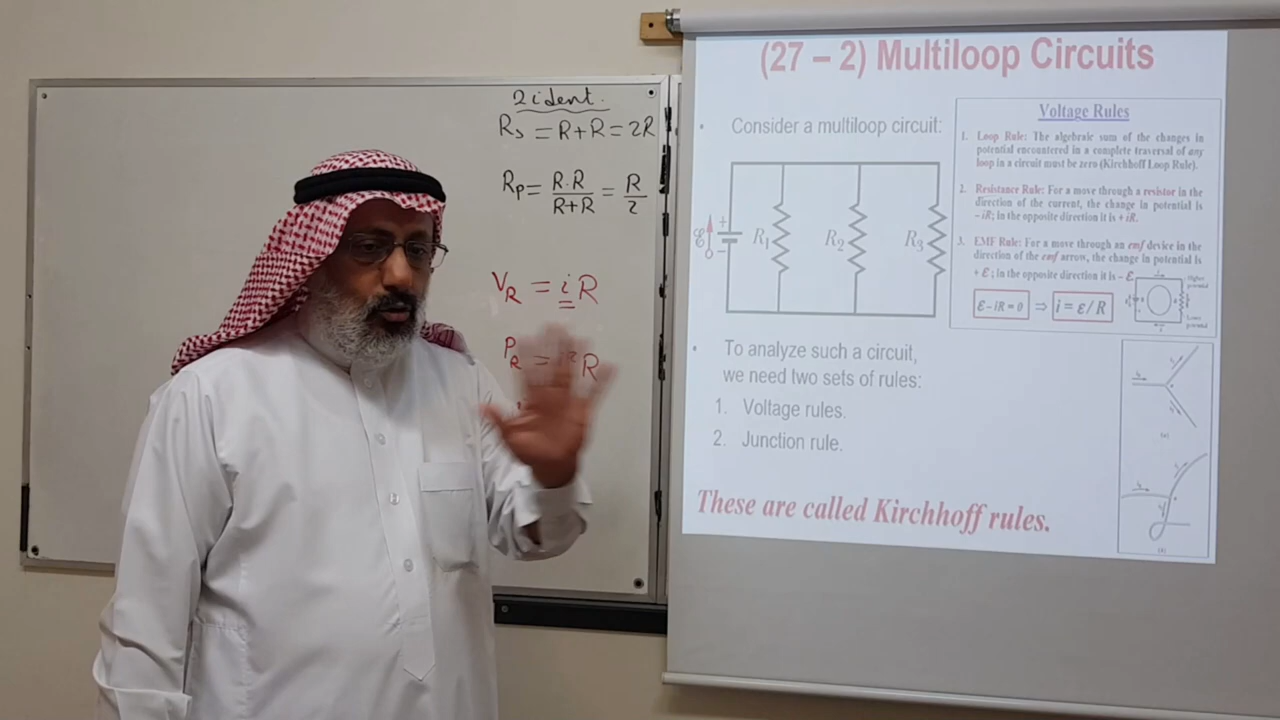 2 ident.
Rs = R+R = 2R
Rp = R·R / R+R = R / 2
VR = iR
PR = i²R
(27 – 2) Multiloop Circuits
• Consider a multiloop circuit:
ℰ + −
R1
R2
R3
Voltage Rules
1. Loop Rule: The algebraic sum of the changes in
potential encountered in a complete traversal of any
loop in a circuit must be zero (Kirchhoff Loop Rule).
2. Resistance Rule: For a move through a resistor in the
direction of the current, the change in potential is
– iR; in the opposite direction it is + iR.
3. EMF Rule: For a move through an emf device in the
direction of the emf arrow, the change in potential is
+ ℰ; in the opposite direction it is – ℰ
ℰ – iR = 0 ⇒ i = ℰ / R
Higher
potential
Lower
potential
• To analyze such a circuit,
we need two sets of rules:
1. Voltage rules.
2. Junction rule.
These are called Kirchhoff rules.